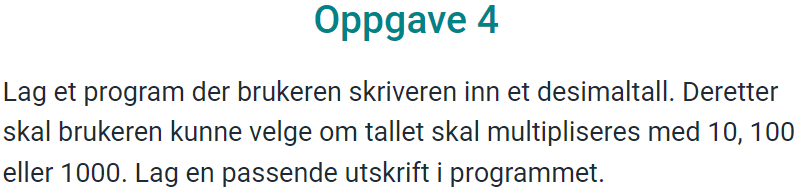 Oppgave 4
Lag et program der brukeren skriveren inn et desimaltall. Deretter
skal brukeren kunne velge om tallet skal multipliseres med 10, 100
eller 1000. Lag en passende utskrift i programmet.